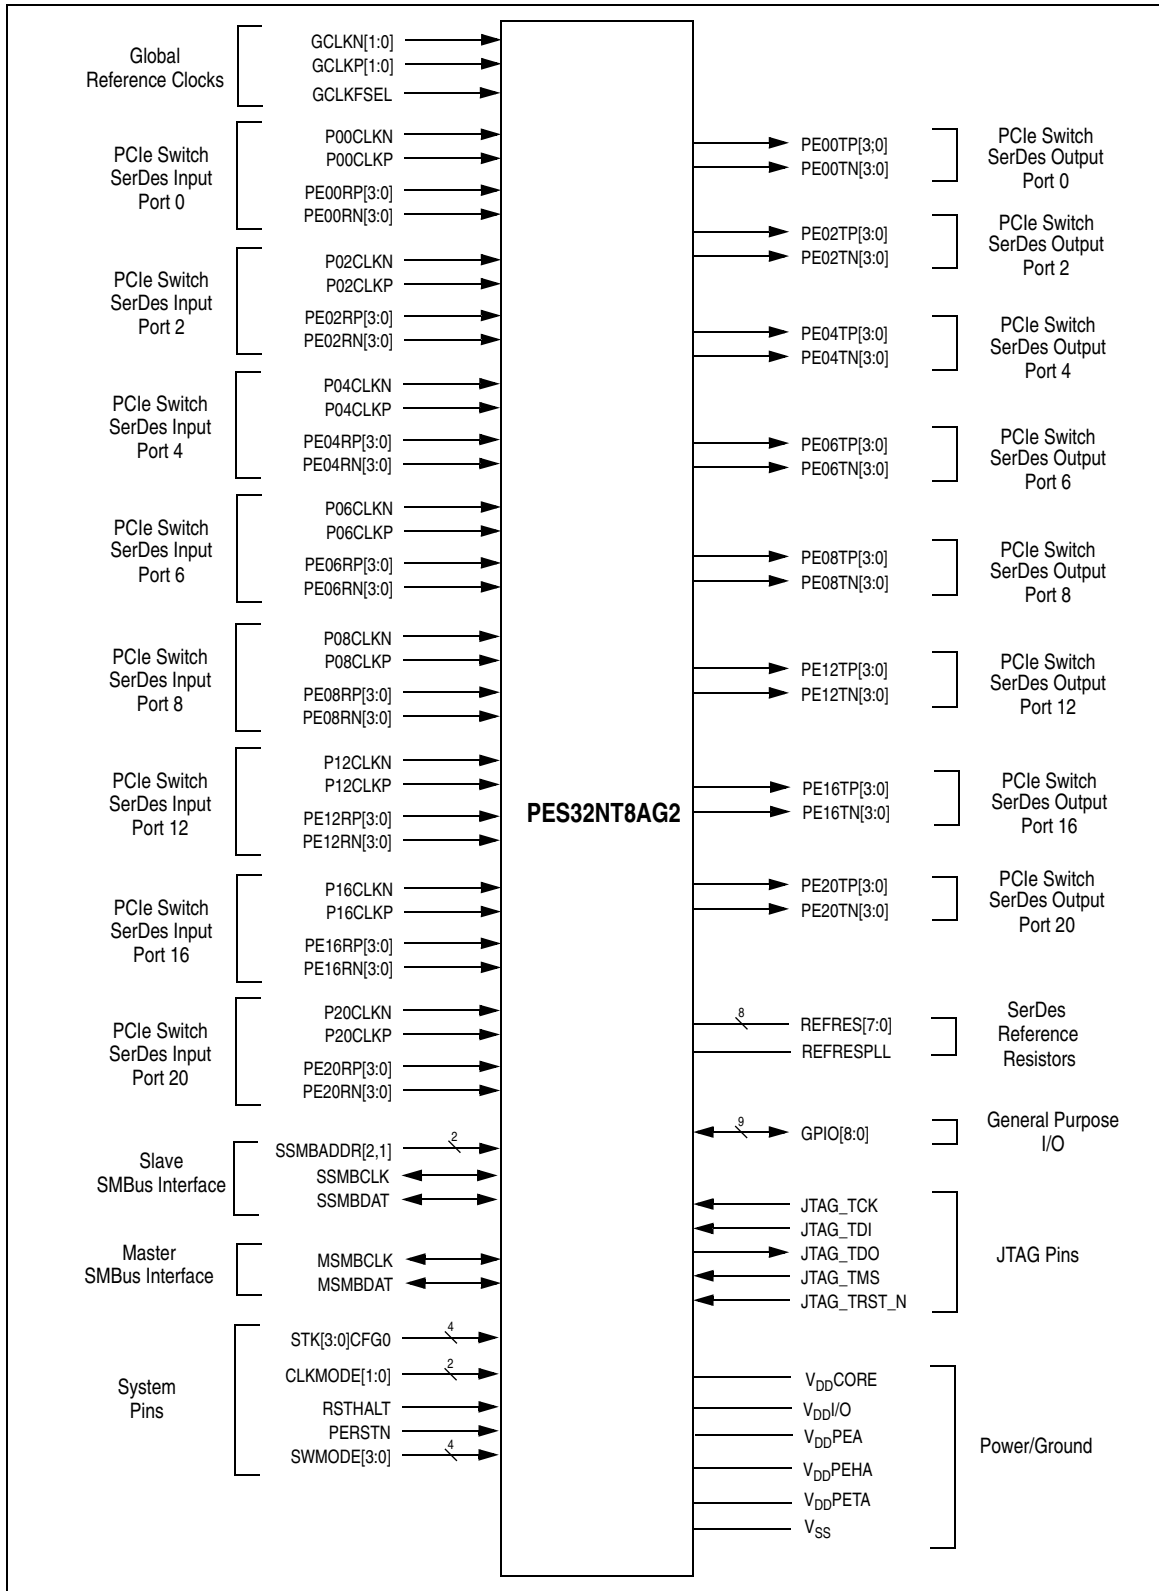 Global
Reference Clocks
GCLKN[1:0]
GCLKP[1:0]
GCLKFSEL
PCIe Switch
SerDes Input
Port 0
P00CLKN
P00CLKP
PE00RP[3:0]
PE00RN[3:0]
PCIe Switch
SerDes Input
Port 2
P02CLKN
P02CLKP
PE02RP[3:0]
PE02RN[3:0]
PCIe Switch
SerDes Input
Port 4
P04CLKN
P04CLKP
PE04RP[3:0]
PE04RN[3:0]
PCIe Switch
SerDes Input
Port 6
P06CLKN
P06CLKP
PE06RP[3:0]
PE06RN[3:0]
PCIe Switch
SerDes Input
Port 8
P08CLKN
P08CLKP
PE08RP[3:0]
PE08RN[3:0]
PCIe Switch
SerDes Input
Port 12
P12CLKN
P12CLKP
PE12RP[3:0]
PE12RN[3:0]
PCIe Switch
SerDes Input
Port 16
P16CLKN
P16CLKP
PE16RP[3:0]
PE16RN[3:0]
PCIe Switch
SerDes Input
Port 20
P20CLKN
P20CLKP
PE20RP[3:0]
PE20RN[3:0]
Slave
SMBus Interface
SSMBADDR[2,1]
2
SSMBCLK
SSMBDAT
Master
SMBus Interface
MSMBCLK
MSMBDAT
System
Pins
STK[3:0]CFG0
4
CLKMODE[1:0]
2
RSTHALT
PERSTN
SWMODE[3:0]
4
PES32NT8AG2
PE00TP[3;0]
PE00TN[3:0]
PCIe Switch
SerDes Output
Port 0
PE02TP[3:0]
PE02TN[3:0]
PCIe Switch
SerDes Output
Port 2
PE04TP[3:0]
PE04TN[3:0]
PCIe Switch
SerDes Output
Port 4
PE06TP[3:0]
PE06TN[3:0]
PCIe Switch
SerDes Output
Port 6
PE08TP[3:0]
PE08TN[3:0]
PCIe Switch
SerDes Output
Port 8
PE12TP[3:0]
PE12TN[3:0]
PCIe Switch
SerDes Output
Port 12
PE16TP[3:0]
PE16TN[3:0]
PCIe Switch
SerDes Output
Port 16
PE20TP[3:0]
PE20TN[3:0]
PCIe Switch
SerDes Output
Port 20
8
REFRES[7:0]
REFRESPLL
SerDes
Reference
Resistors
9
GPIO[8:0]
General Purpose
I/O
JTAG_TCK
JTAG_TDI
JTAG_TDO
JTAG_TMS
JTAG_TRST_N
JTAG Pins
VDDCORE
VDDI/O
VDDPEA
VDDPEHA
VDDPETA
VSS
Power/Ground